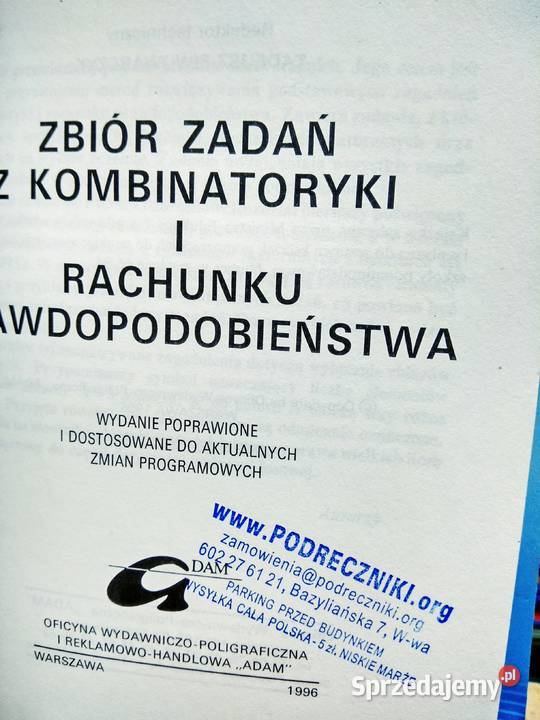 ZBIÓR ZADAŃ
Z KOMBINATORYKI
I
RACHUNKU
AWDOPODOBIEŃSTWA
WYDANIE POPRAWIONE
I DOSTOSOWANE DO AKTUALNYCH
ZMIAN PROGRAMOWYCH
www.PODRECZNIKI.org
zamowienia@podreczniki.org
602 27 61 21, Bazyliańska 7, W-wa
PARKING PRZED BUDYNKIEM
WYSYŁKA CAŁA POLSKA - 5 zł. NISKIE MARŻE
DAM
OFICYNA WYDAWNICZO-POLIGRAFICZNA
I REKLAMOWO-HANDLOWA „ADAM”
WARSZAWA 1996
Sprzedajemy.pl